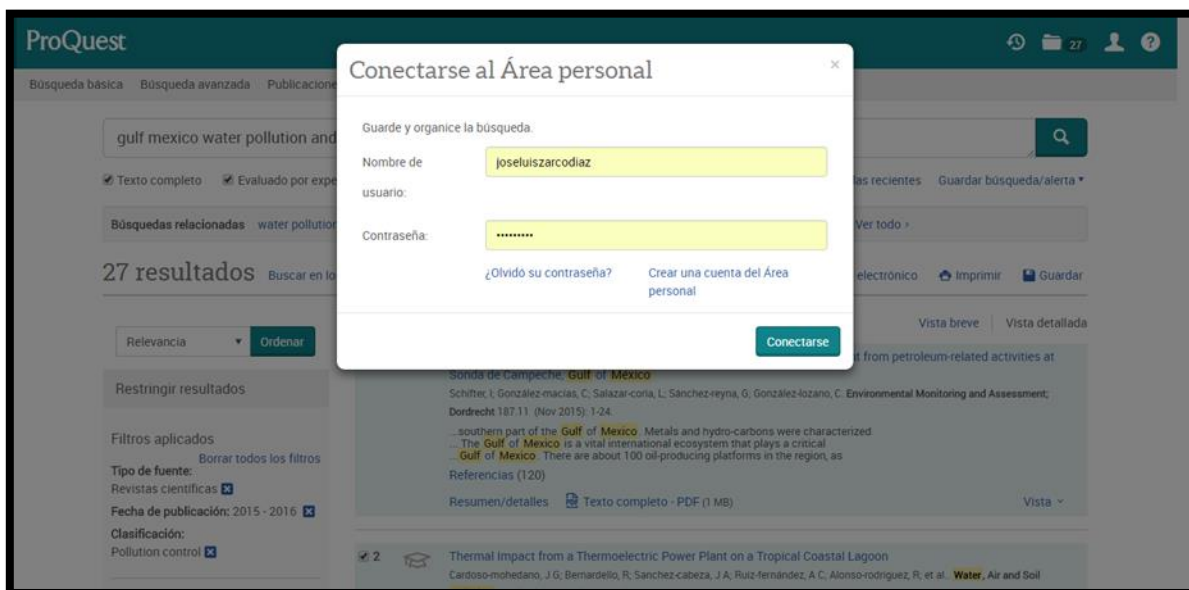 ProQuest
27
Búsqueda básica Búsqueda avanzada Publicacione
Conectarse al Área personal ×
gulf mexico water pollution and
Guarde y organice la búsqueda.
Nombre de usuario:
joseluiszarcodiaz
Texto completo Evaluado por expe
las recientes Guardar búsqueda/alerta
Búsquedas relacionadas water pollution
Ver todo ›
Contraseña:
•••••••••
¿Olvidó su contraseña? Crear una cuenta del Área personal
27 resultados Buscar en lo
electrónico Imprimir Guardar
Conectarse
Vista breve Vista detallada
Relevancia Ordenar
t from petroleum-related activities at
Sonda de Campeche, Gulf of Mexico
Restringir resultados
Schifter, I; González-macias, C; Salazar-coria, L; Sánchez-reyna, G; González-lozano, C. Environmental Monitoring and Assessment;
Dordrecht 187.11 (Nov 2015): 1-24.
...southern part of the Gulf of Mexico. Metals and hydro-carbons were characterized.
... The Gulf of Mexico is a vital international ecosystem that plays a critical
...Gulf of Mexico. There are about 100 oil-producing platforms in the region, as
Referencias (120)
Resumen/detalles Texto completo - PDF (1 MB) Vista
Filtros aplicados
Borrar todos los filtros
Tipo de fuente:
Revistas científicas
Fecha de publicación: 2015 - 2016
Clasificación:
Pollution control
2 Thermal Impact from a Thermoelectric Power Plant on a Tropical Coastal Lagoon
Cardoso-mohedano, J G; Bernardello, R; Sanchez-cabeza, J A; Ruiz-fernández, A C; Alonso-rodriguez, R; et al. Water, Air and Soil